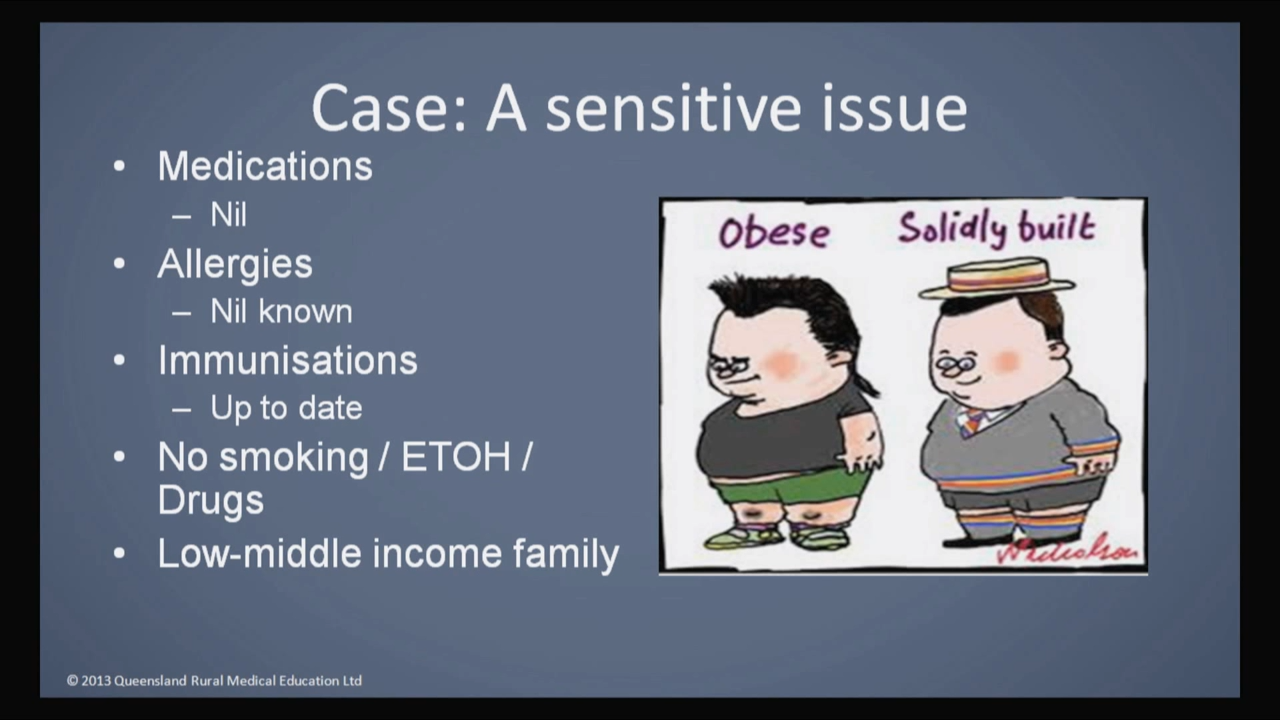 Case: A sensitive issue
• Medications
– Nil
• Allergies
– Nil known
• Immunisations
– Up to date
• No smoking / ETOH /
Drugs
• Low-middle income family
Obese
Solidly built
Nicholson
© 2013 Queensland Rural Medical Education Ltd